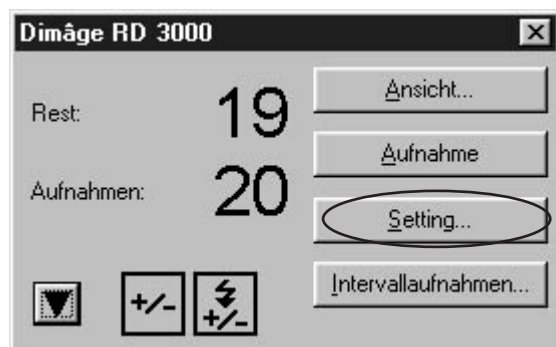 Dimâge RD 3000
Rest: 19
Aufnahmen: 20
Ansicht...
Aufnahme
Setting...
Intervallaufnahmen...
+/-
+/-